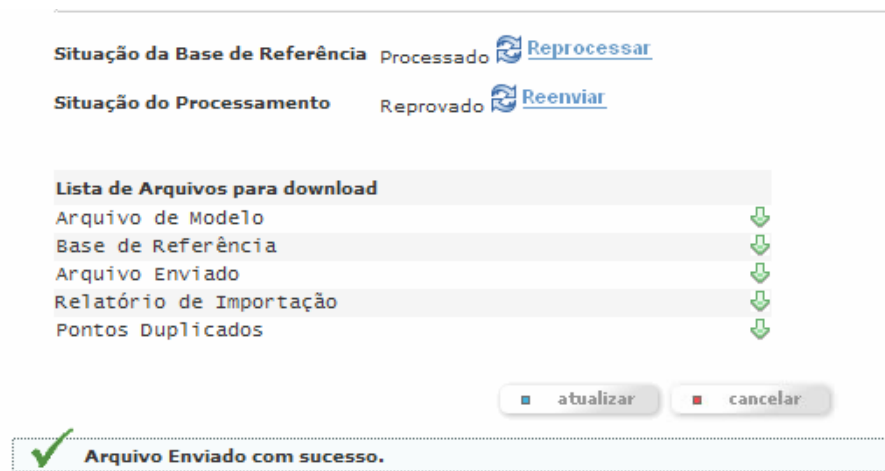 Situação da Base de Referência Processado Reprocessar
Situação do Processamento Reprovado Reenviar
Lista de Arquivos para download
Arquivo de Modelo
Base de Referência
Arquivo Enviado
Relatório de Importação
Pontos Duplicados
atualizar cancelar
Arquivo Enviado com sucesso.